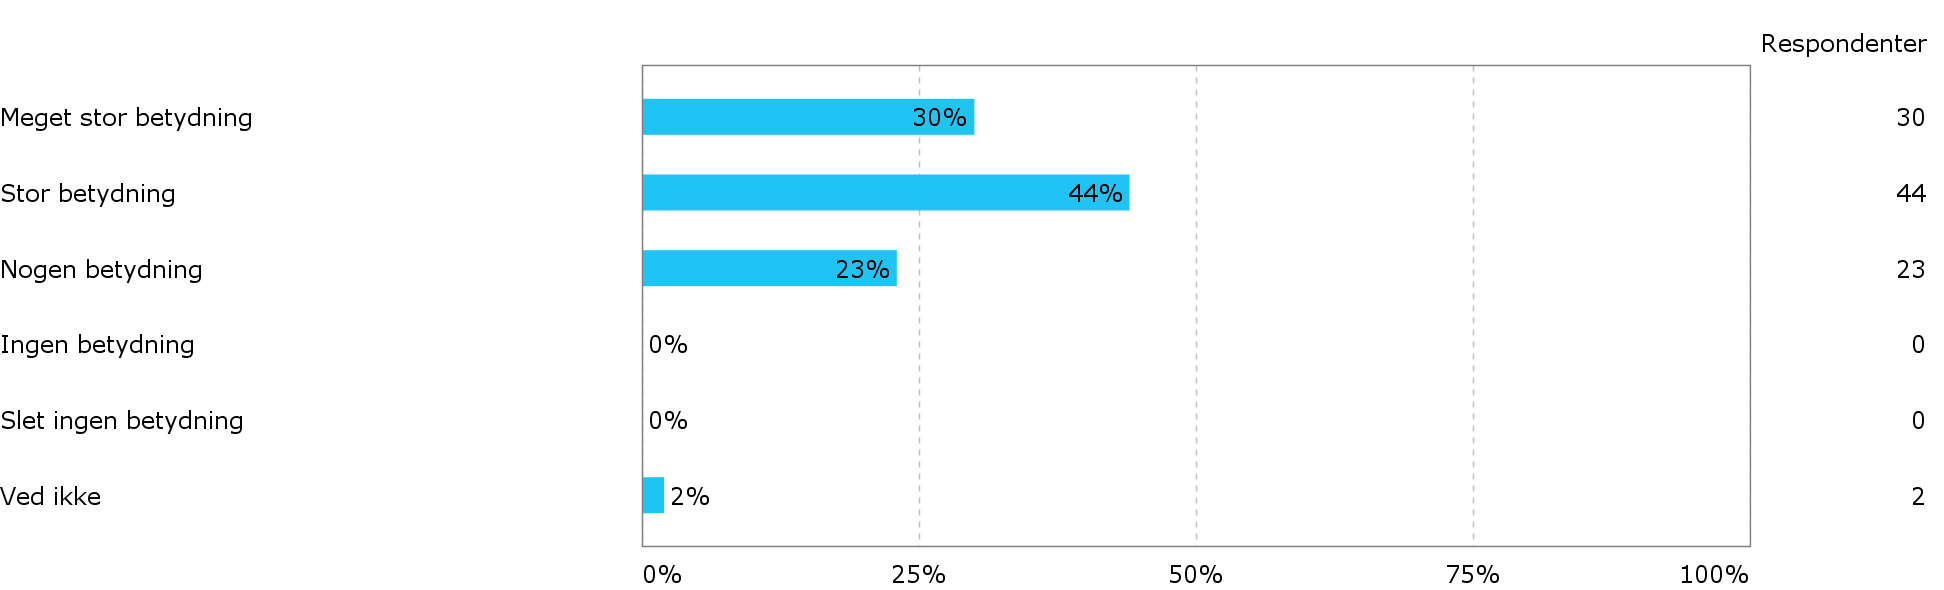 Respondenter
Meget stor betydning 30% 30
Stor betydning 44% 44
Nogen betydning 23% 23
Ingen betydning 0% 0
Slet ingen betydning 0% 0
Ved ikke 2% 2
0% 25% 50% 75% 100%